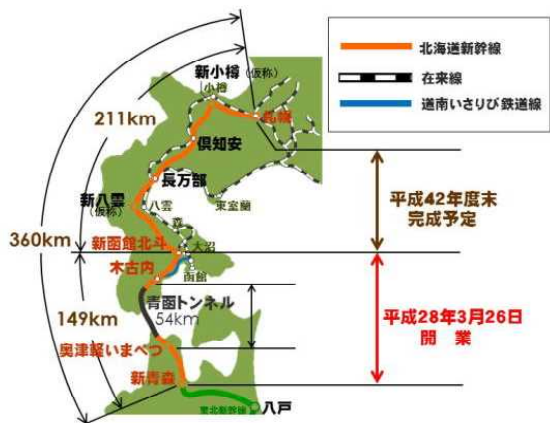 北海道新幹線
在来線
道南いさりび鉄道線
新小樽(仮称)
小樽
札幌
211km
倶知安
長万部
新八雲
(仮称)
八雲
東室蘭
森
平成42年度末
完成予定
360km
新函館北斗
大沼
木古内
函館
青函トンネル
54km
149km
平成28年3月26日
開業
奥津軽いまべつ
新青森
東北新幹線
八戸